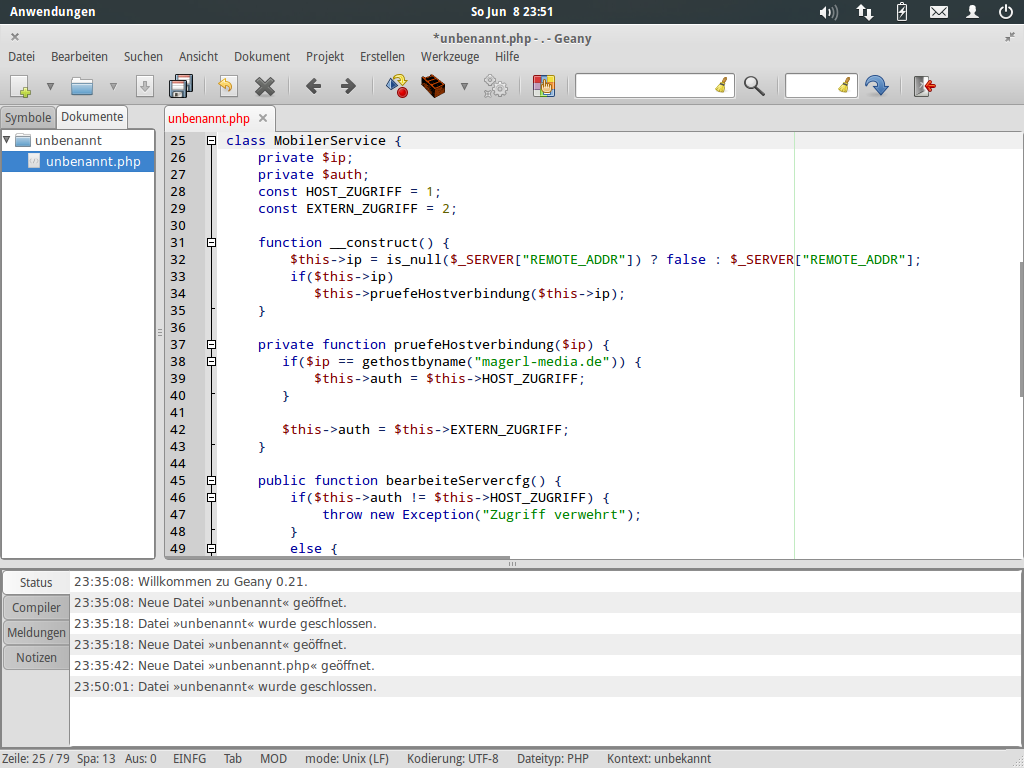 Anwendungen
So Jun 8 23:51
*unbenannt.php - . - Geany
Datei Bearbeiten Suchen Ansicht Dokument Projekt Erstellen Werkzeuge Hilfe
Symbole Dokumente
unbenannt
unbenannt.php
unbenannt.php
25 class MobilerService {
26 private $ip;
27 private $auth;
28 const HOST_ZUGRIFF = 1;
29 const EXTERN_ZUGRIFF = 2;
30
31 function __construct() {
32 $this->ip = is_null($_SERVER["REMOTE_ADDR"]) ? false : $_SERVER["REMOTE_ADDR"];
33 if($this->ip)
34 $this->pruefeHostverbindung($this->ip);
35 }
36
37 private function pruefeHostverbindung($ip) {
38 if($ip == gethostbyname("magerl-media.de")) {
39 $this->auth = $this->HOST_ZUGRIFF;
40 }
41
42 $this->auth = $this->EXTERN_ZUGRIFF;
43 }
44
45 public function bearbeiteServercfg() {
46 if($this->auth != $this->HOST_ZUGRIFF) {
47 throw new Exception("Zugriff verwehrt");
48 }
49 else {
Status
Compiler
Meldungen
Notizen
23:35:08: Willkommen zu Geany 0.21.
23:35:08: Neue Datei »unbenannt« geöffnet.
23:35:18: Datei »unbenannt« wurde geschlossen.
23:35:18: Neue Datei »unbenannt« geöffnet.
23:35:42: Neue Datei »unbenannt.php« geöffnet.
23:50:01: Datei »unbenannt« wurde geschlossen.
Zeile: 25 / 79 Spa: 13 Aus: 0 EINFG Tab MOD mode: Unix (LF) Kodierung: UTF-8 Dateityp: PHP Kontext: unbekannt